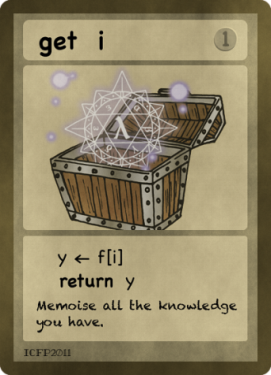 get i
1
λ
y ← f[i]
return y
Memoise all the knowledge
you have.
ICFP2011